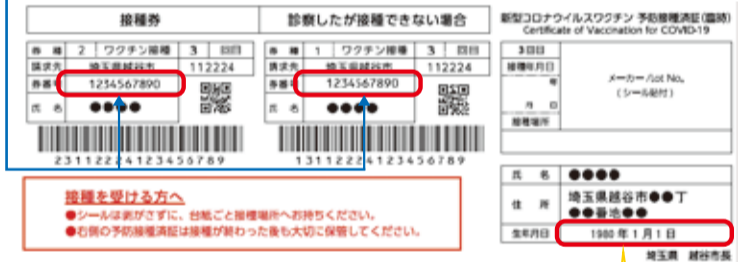 接種券
券種 2 ワクチン接種 3 回目
請求先 埼玉県越谷市 112224
券番号 1234567890
氏名 ●●●●
23112224123456789
診察したが接種できない場合
券種 1 ワクチン接種 3 回目
請求先 埼玉県越谷市 112224
券番号 1234567890
氏名 ●●●●
13112224123456789
新型コロナウイルスワクチン 予防接種済証(臨時)
Certificate of Vaccination for COVID-19
3回目
接種年月日
年
月 日
接種場所
メーカー/Lot No.
(シール貼付)
氏名 ●●●●
住所 埼玉県越谷市●●丁
●●番地●●
生年月日 1980年1月1日
埼玉県 越谷市長
接種を受ける方へ
●シールは剥がさずに、台紙ごと接種場所へお持ちください。
●右側の予防接種済証は接種が終わった後も大切に保管してください。